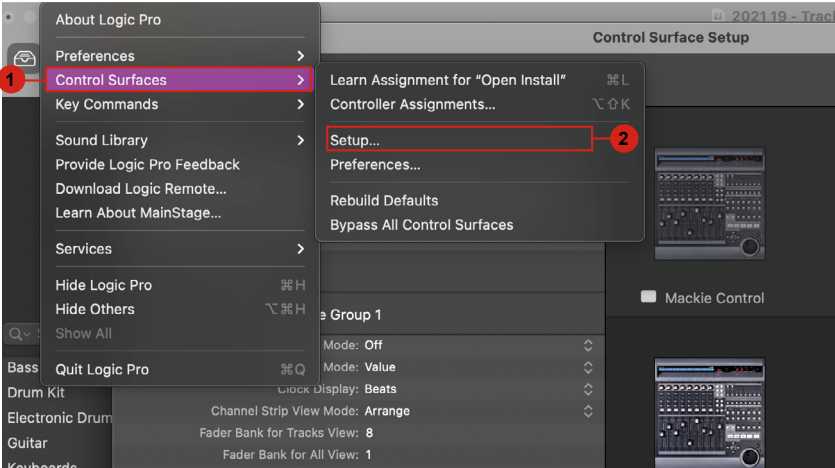 About Logic Pro
2021 19 - Trac
Control Surface Setup
Preferences
1
Control Surfaces
Key Commands
Learn Assignment for “Open Install” ⌘L
Controller Assignments... ⌥⇧K
Setup...
2
Preferences...
Rebuild Defaults
Bypass All Control Surfaces
Sound Library
Provide Logic Pro Feedback
Download Logic Remote...
Learn About MainStage...
Services
Hide Logic Pro ⌘H
Hide Others ⌥⌘H
Show All
Quit Logic Pro ⌘Q
Mackie Control
Group 1
Mode: Off
Mode: Value
Clock Display: Beats
Channel Strip View Mode: Arrange
Fader Bank for Tracks View: 8
Fader Bank for All View: 1
Bass
Drum Kit
Electronic Drum
Guitar
Keyboards